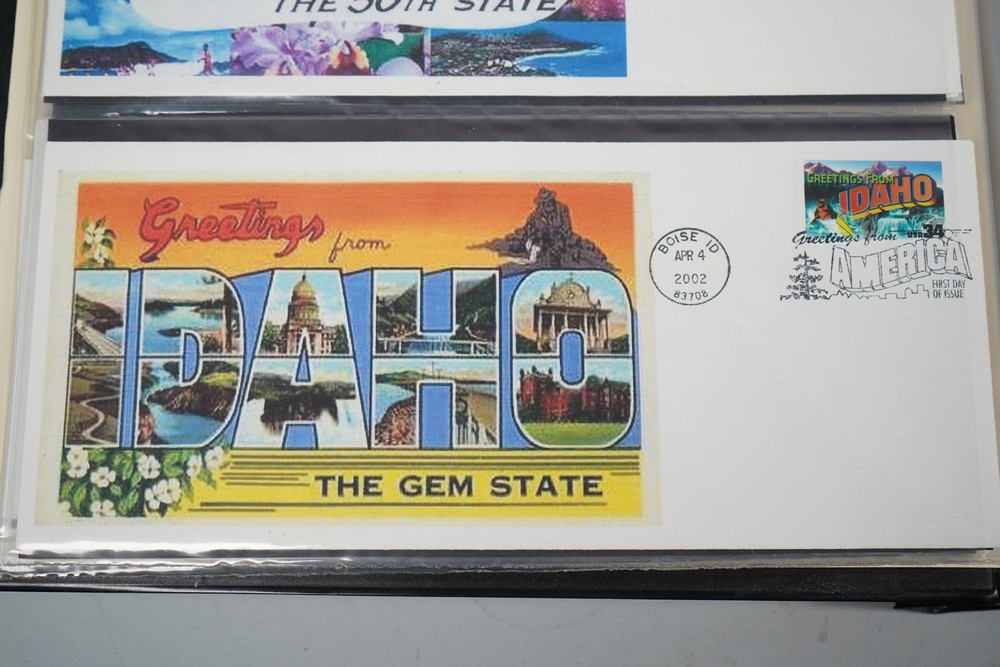 THE 50TH STATE
Greetings
from
IDAHO
THE GEM STATE
BOISE ID
APR 4
2002
83708
GREETINGS FROM
IDAHO
USA 34
Greetings from
AMERICA
FIRST DAY
OF ISSUE